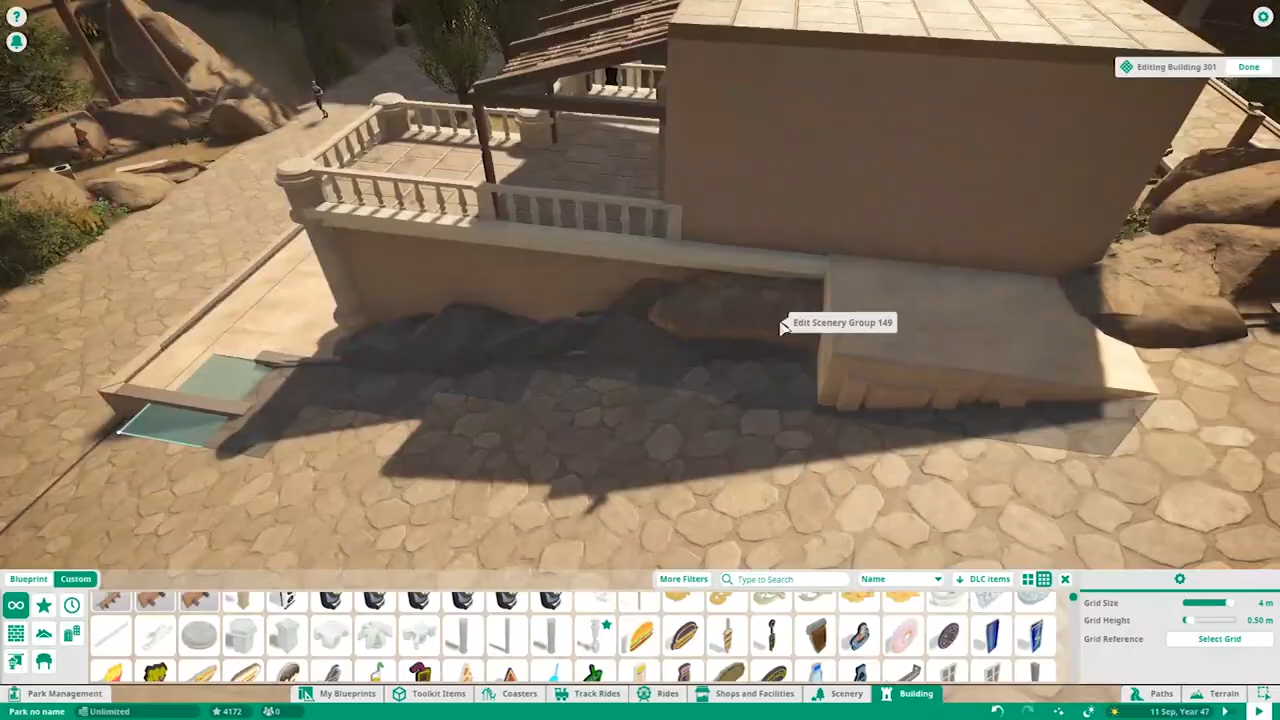 ?
Editing Building 301
Done
Edit Scenery Group 149
Blueprint
Custom
More Filters
Type to Search
Name
DLC items
Grid Size
4 m
Grid Height
0.50 m
Grid Reference
Select Grid
Park Management
My Blueprints
Toolkit Items
Coasters
Track Rides
Rides
Shops and Facilities
Scenery
Building
Paths
Terrain
Park no name
Unlimited
4172
0
11 Sep, Year 47